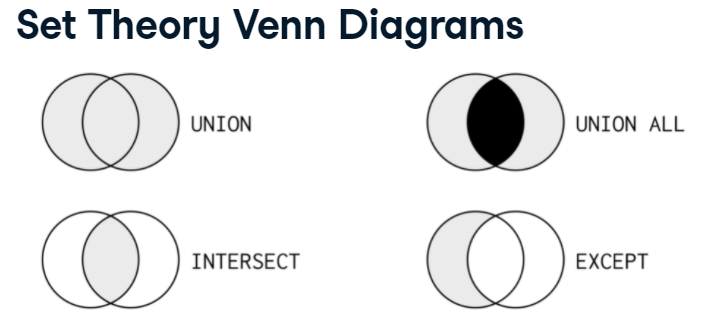 Set Theory Venn Diagrams
UNION
UNION ALL
INTERSECT
EXCEPT